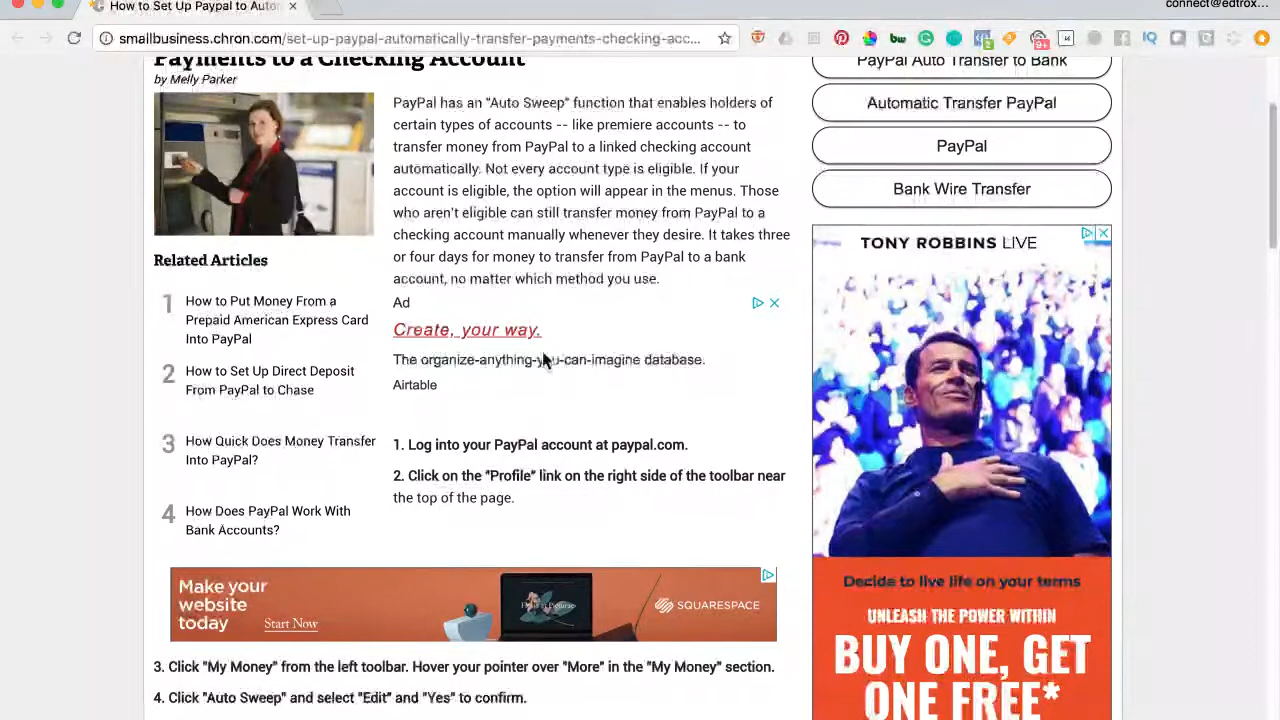 How to Set Up Paypal to Autor
connect@edtrox...
smallbusiness.chron.com/set-up-paypal-automatically-transfer-payments-checking-acc...
Payments to a Checking Account
by Melly Parker
PayPal has an "Auto Sweep" function that enables holders of
certain types of accounts -- like premiere accounts -- to
transfer money from PayPal to a linked checking account
automatically. Not every account type is eligible. If your
account is eligible, the option will appear in the menus. Those
who aren't eligible can still transfer money from PayPal to a
checking account manually whenever they desire. It takes three
or four days for money to transfer from PayPal to a bank
account, no matter which method you use.
Ad
Create, your way.
The organize-anything-you-can-imagine database.
Airtable
1. Log into your PayPal account at paypal.com.
2. Click on the "Profile" link on the right side of the toolbar near
the top of the page.
Related Articles
1 How to Put Money From a
Prepaid American Express Card
Into PayPal
2 How to Set Up Direct Deposit
From PayPal to Chase
3 How Quick Does Money Transfer
Into PayPal?
4 How Does PayPal Work With
Bank Accounts?
Make your
website
today
Start Now
SQUARESPACE
3. Click "My Money" from the left toolbar. Hover your pointer over "More" in the "My Money" section.
4. Click "Auto Sweep" and select "Edit" and "Yes" to confirm.
PayPal Auto Transfer to Bank
Automatic Transfer PayPal
PayPal
Bank Wire Transfer
TONY ROBBINS LIVE
Decide to live life on your terms
UNLEASH THE POWER WITHIN
BUY ONE, GET
ONE FREE*